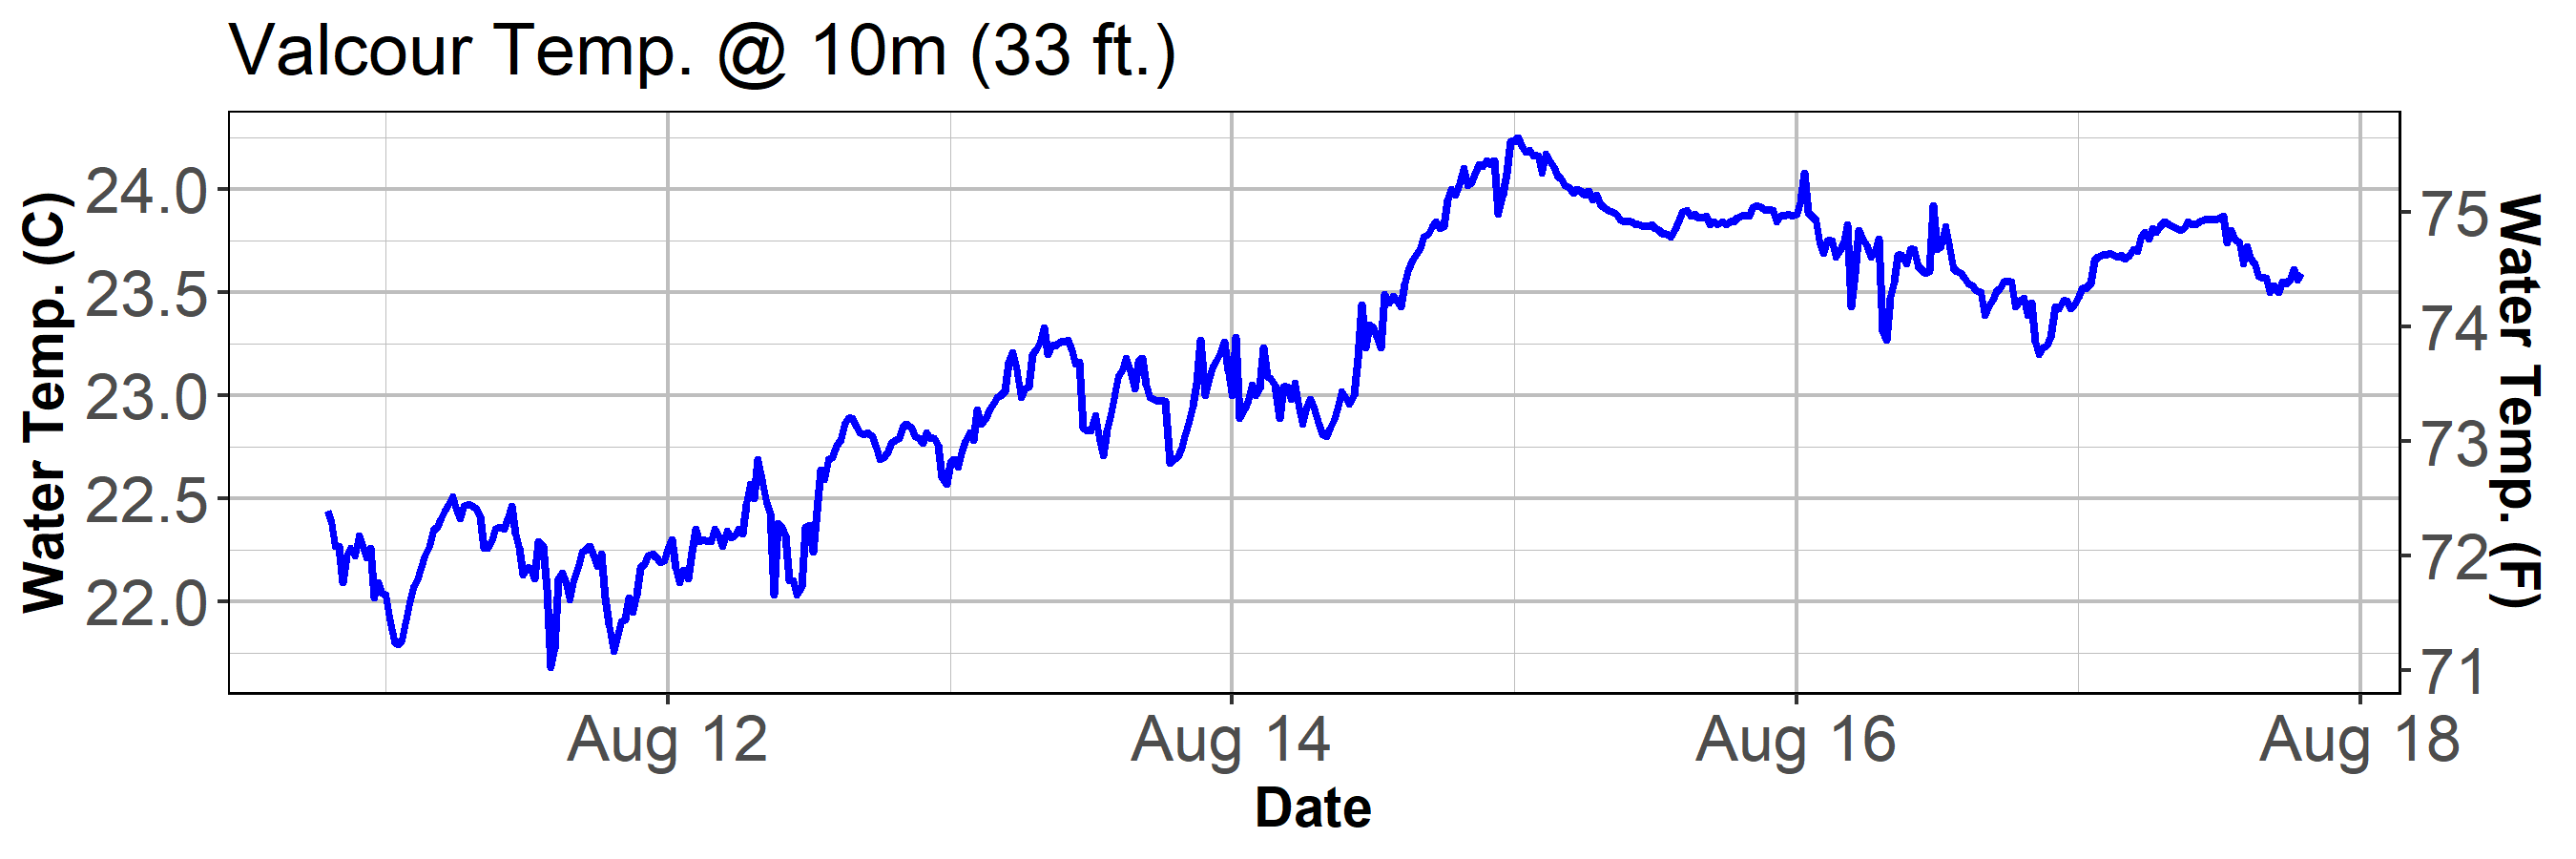 Valcour Temp. @ 10m (33 ft.)
Water Temp. (C)
24.0
23.5
23.0
22.5
22.0
75
74
73
72
71
Water Temp. (F)
Aug 12
Aug 14
Aug 16
Aug 18
Date